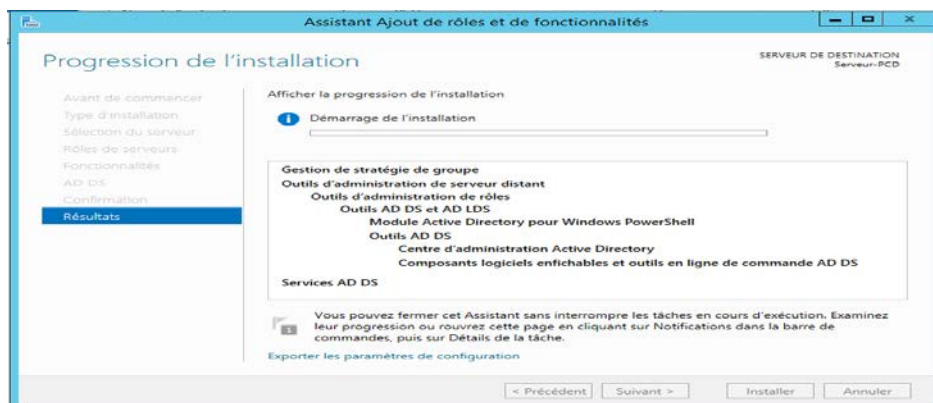 Assistant Ajout de rôles et de fonctionnalités
Progression de l'installation
SERVEUR DE DESTINATION
Serveur-PCD
Avant de commencer
Type d'installation
Sélection du serveur
Rôles de serveurs
Fonctionnalités
AD DS
Confirmation
Résultats
Afficher la progression de l'installation
Démarrage de l'installation
Gestion de stratégie de groupe
Outils d'administration de serveur distant
Outils d'administration de rôles
Outils AD DS et AD LDS
Module Active Directory pour Windows PowerShell
Outils AD DS
Centre d'administration Active Directory
Composants logiciels enfichables et outils en ligne de commande AD DS
Services AD DS
Vous pouvez fermer cet Assistant sans interrompre les tâches en cours d'exécution. Examinez
leur progression ou rouvrez cette page en cliquant sur Notifications dans la barre de
commandes, puis sur Détails de la tâche.
Exporter les paramètres de configuration
< Précédent
Suivant >
Installer
Annuler